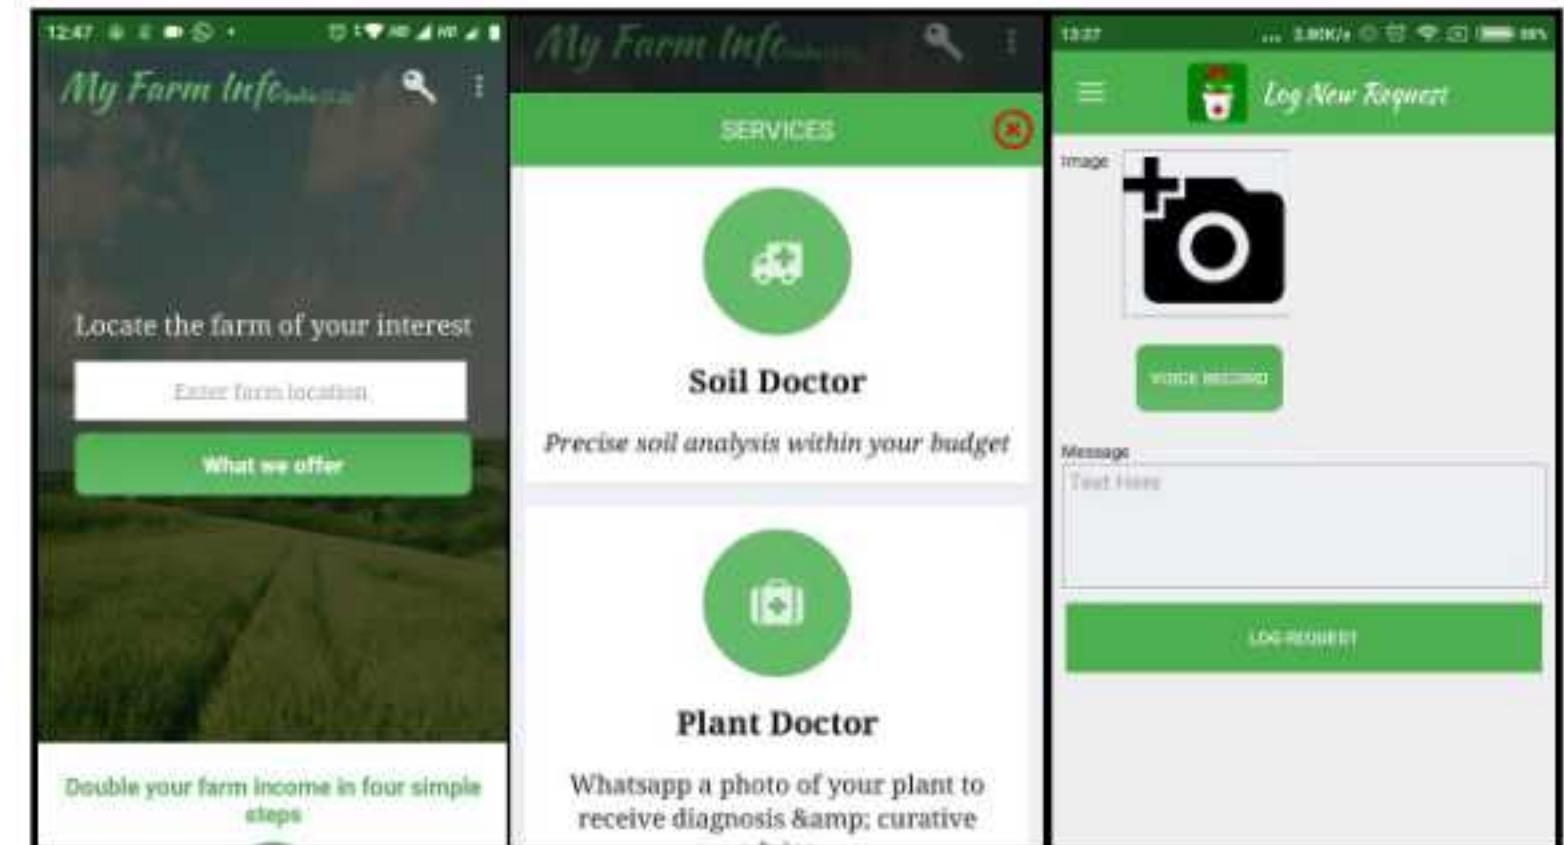 12:47
My Farm Info
Locate the farm of your interest
Enter farm location
What we offer
Double your farm income in four simple
steps
My Farm Info
SERVICES
Soil Doctor
Precise soil analysis within your budget
Plant Doctor
Whatsapp a photo of your plant to
receive diagnosis &amp; curative
13:37
Log New Request
Image
VOICE RECORD
Message
Text Here
LOG REQUEST